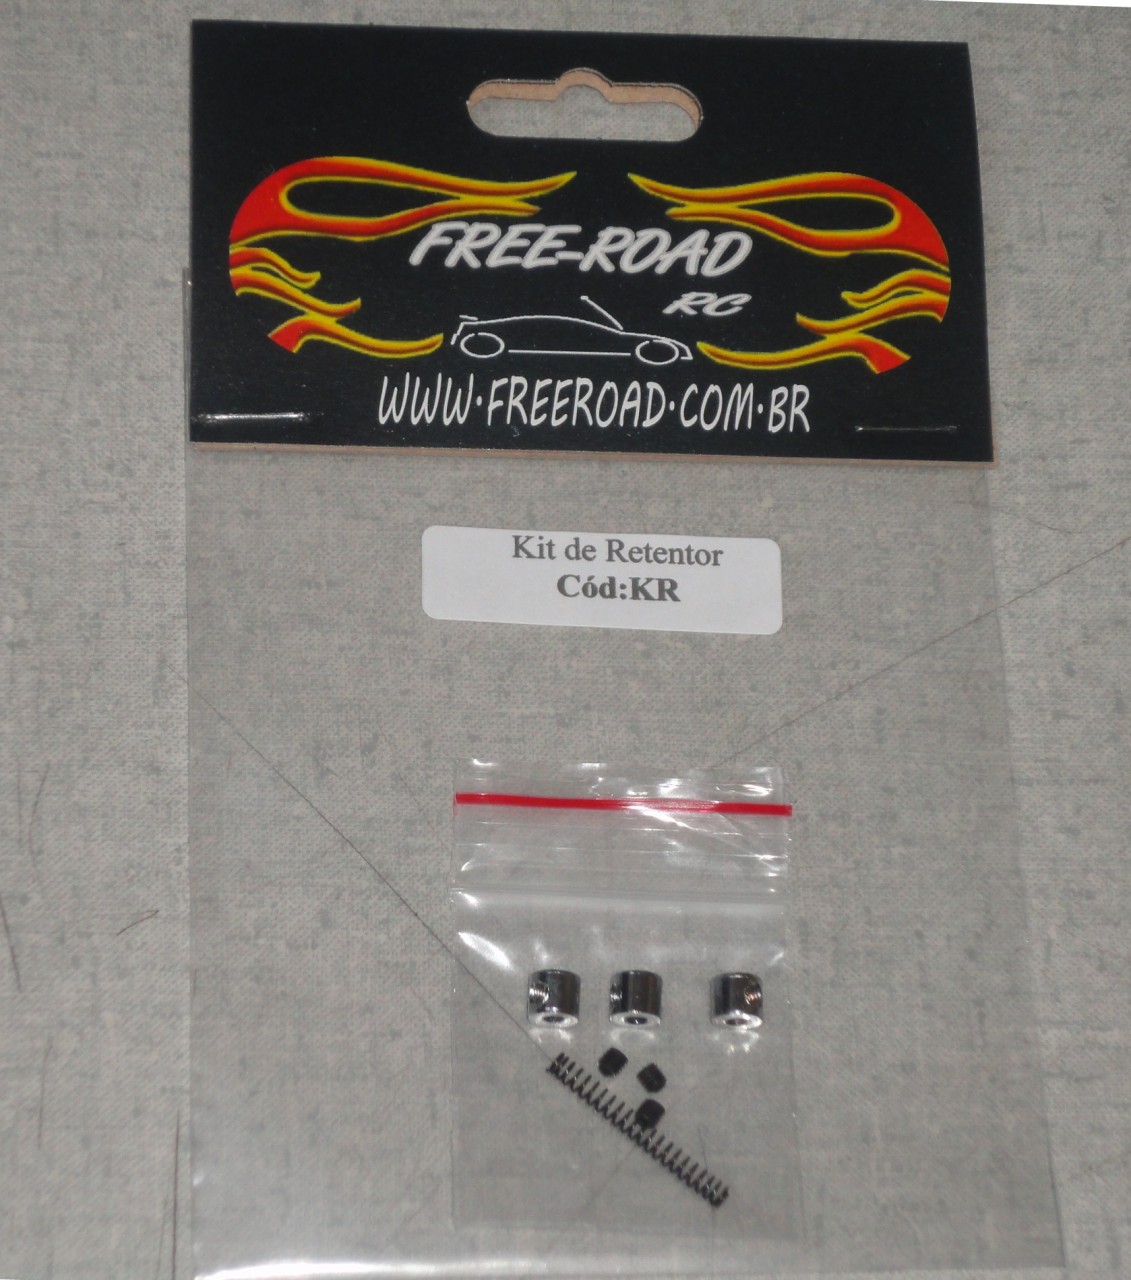 FREE-ROAD
RC
WWW.FREEROAD.COM.BR
Kit de Retentor
Cód:KR